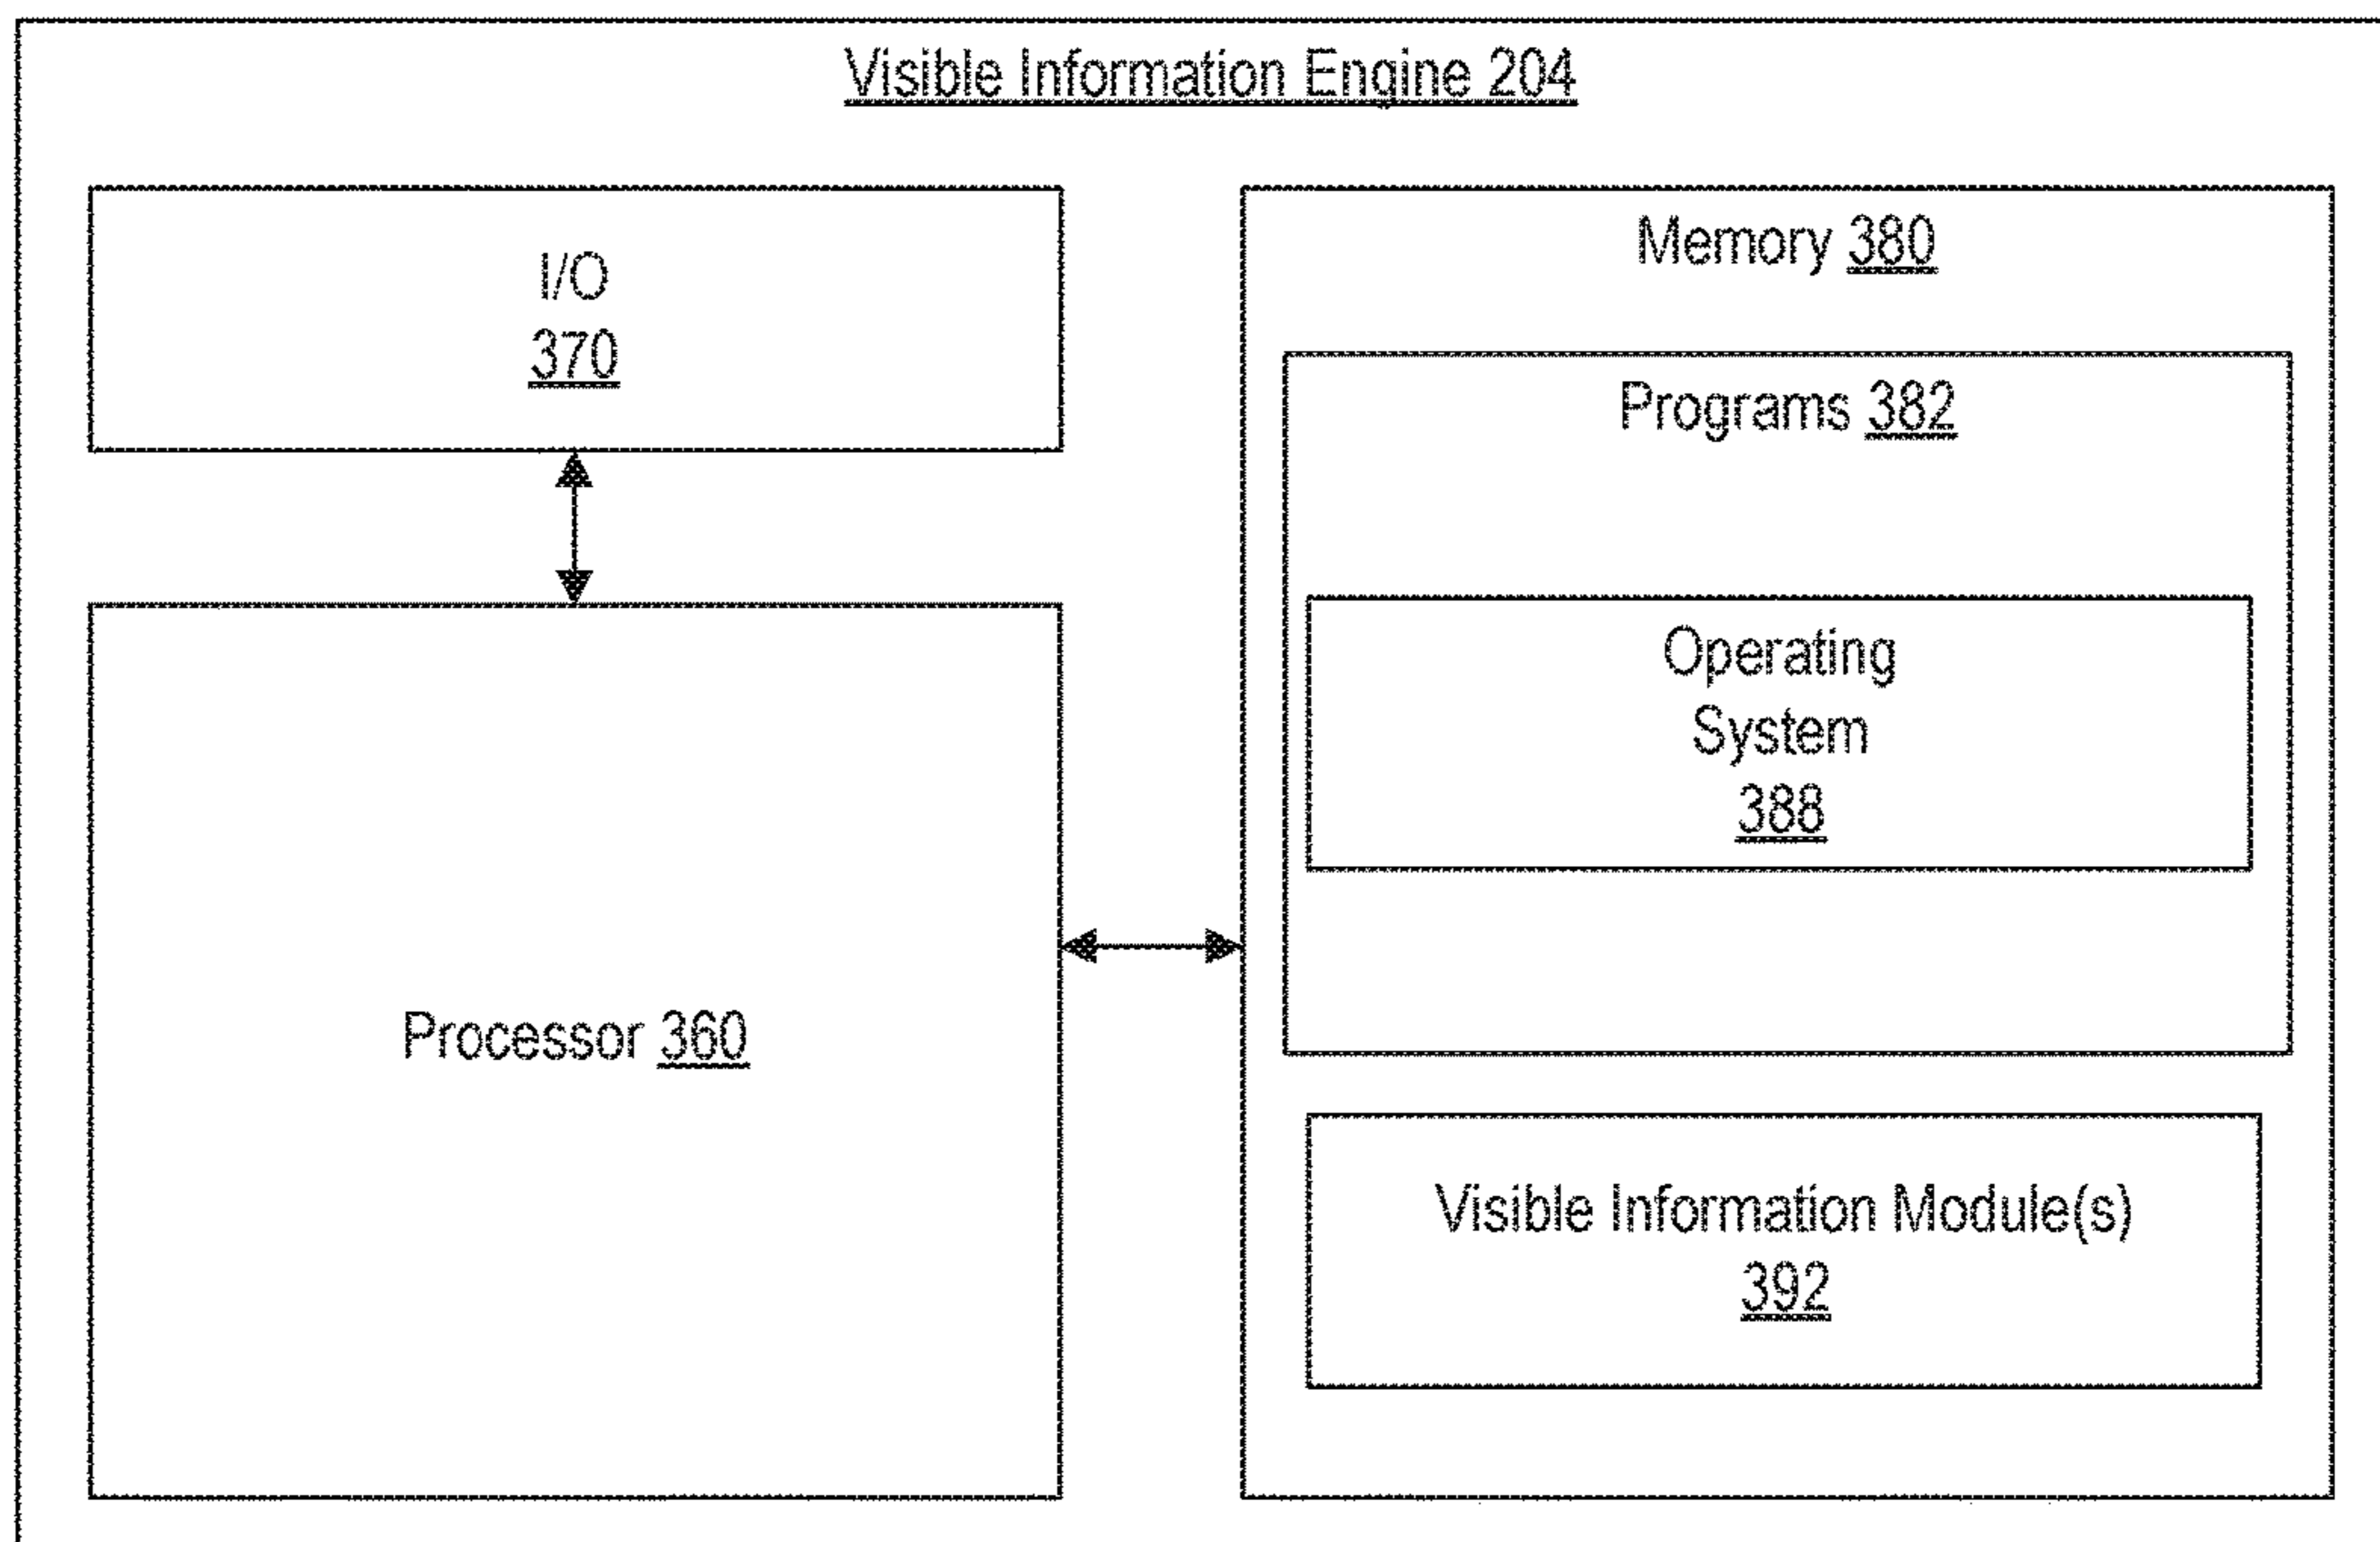 Visible Information Engine 204
I/O
370
Processor 360
Memory 380
Programs 382
Operating
System
388
Visible Information Module(s)
392